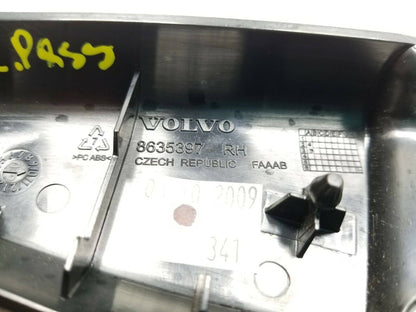 PASS
VOLVO
8635397 RH
>PC ABS< CZECH REPUBLIC FAAAB
2009
341